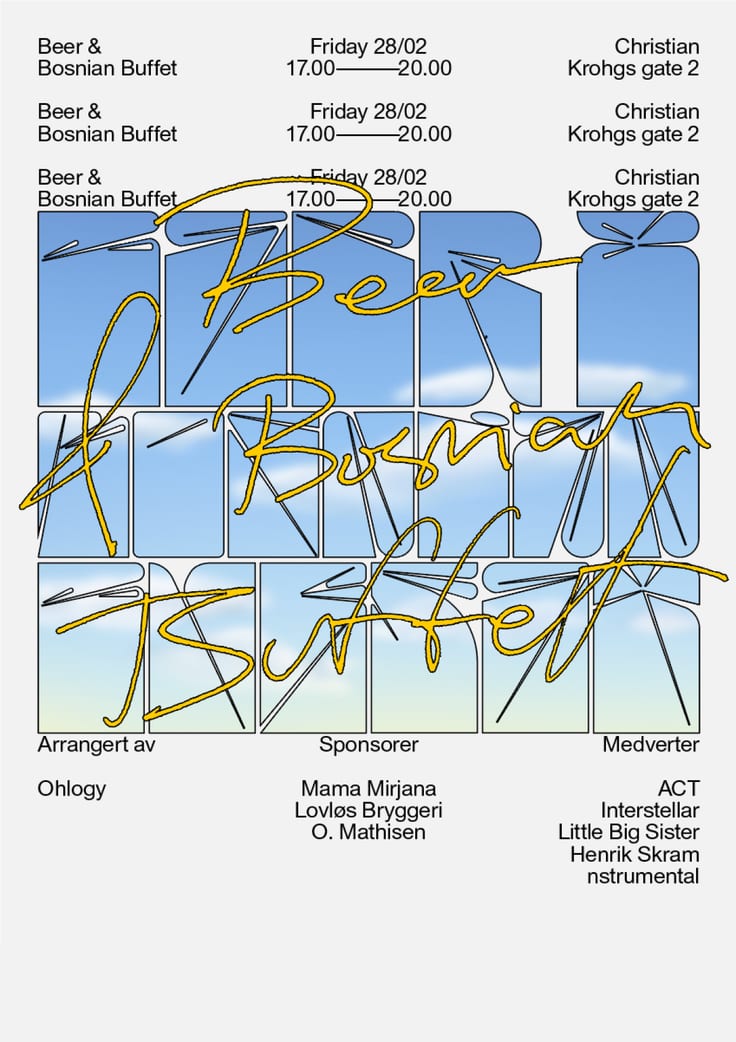 Beer & Friday 28/02 Christian
Bosnian Buffet 17.00———20.00 Krohgs gate 2
Beer & Friday 28/02 Christian
Bosnian Buffet 17.00———20.00 Krohgs gate 2
Beer & Friday 28/02 Christian
Bosnian Buffet 17.00———20.00 Krohgs gate 2
Beer
& Bosnian
Buffett
Arrangert av Sponsorer Medverter
Ohlogy Mama Mirjana ACT
Lovløs Bryggeri Interstellar
O. Mathisen Little Big Sister
Henrik Skram
nstrumental